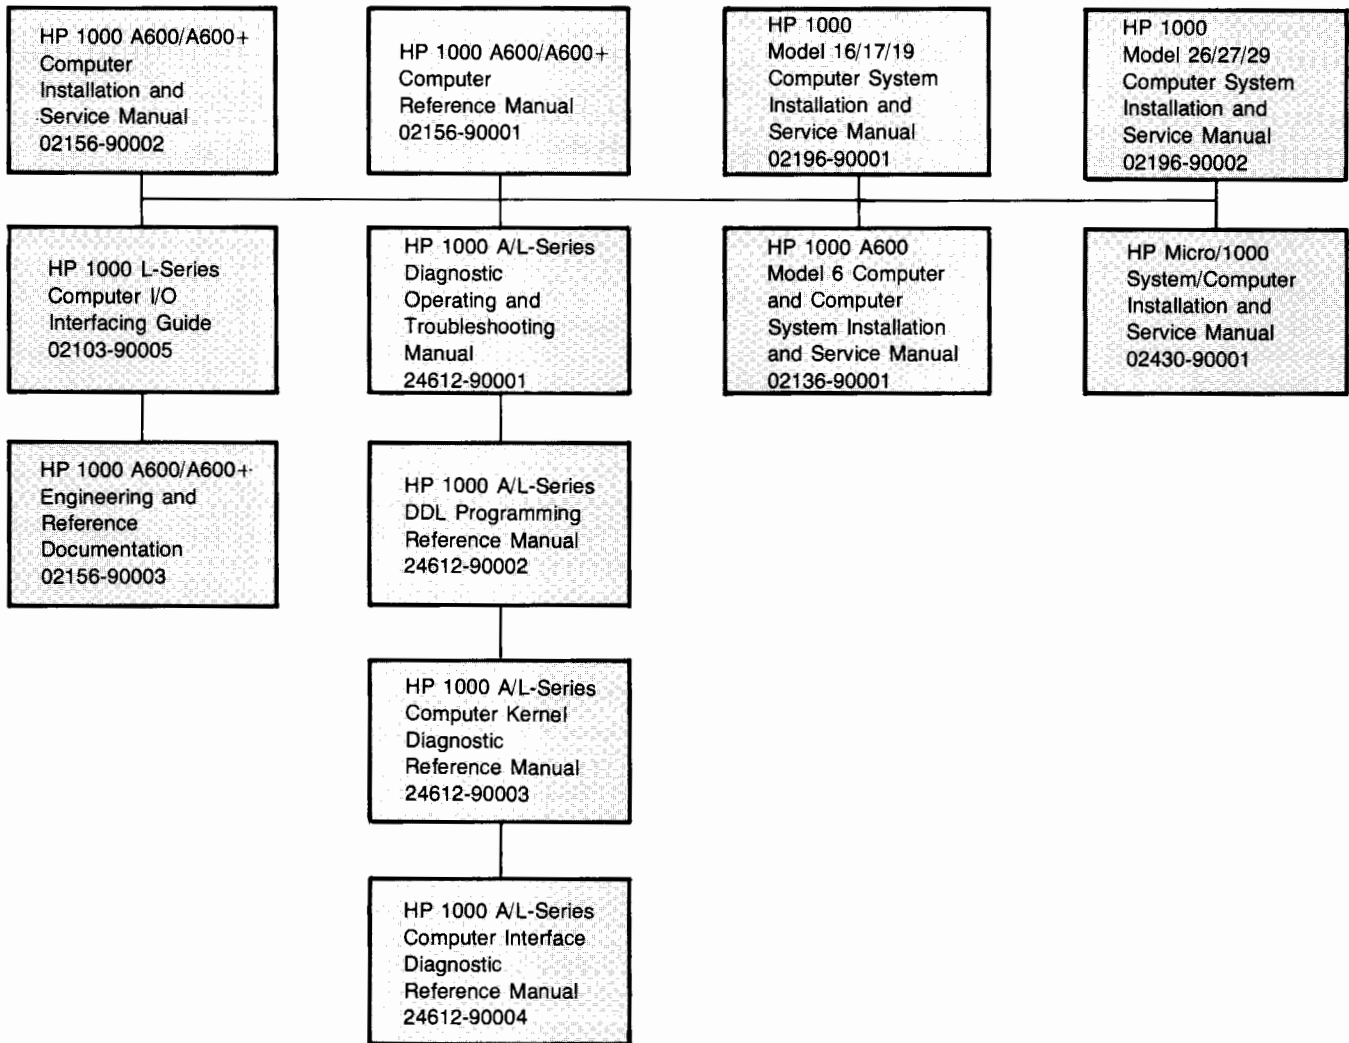 HP 1000 A600/A600+
Computer
Installation and
Service Manual
02156-90002
HP 1000 A600/A600+
Computer
Reference Manual
02156-90001
HP 1000
Model 16/17/19
Computer System
Installation and
Service Manual
02196-90001
HP 1000
Model 26/27/29
Computer System
Installation and
Service Manual
02196-90002
HP 1000 L-Series
Computer I/O
Interfacing Guide
02103-90005
HP 1000 A/L-Series
Diagnostic
Operating and
Troubleshooting
Manual
24612-90001
HP 1000 A600
Model 6 Computer
and Computer
System Installation
and Service Manual
02136-90001
HP Micro/1000
System/Computer
Installation and
Service Manual
02430-90001
HP 1000 A600/A600+
Engineering and
Reference
Documentation
02156-90003
HP 1000 A/L-Series
DDL Programming
Reference Manual
24612-90002
HP 1000 A/L-Series
Computer Kernel
Diagnostic
Reference Manual
24612-90003
HP 1000 A/L-Series
Computer Interface
Diagnostic
Reference Manual
24612-90004